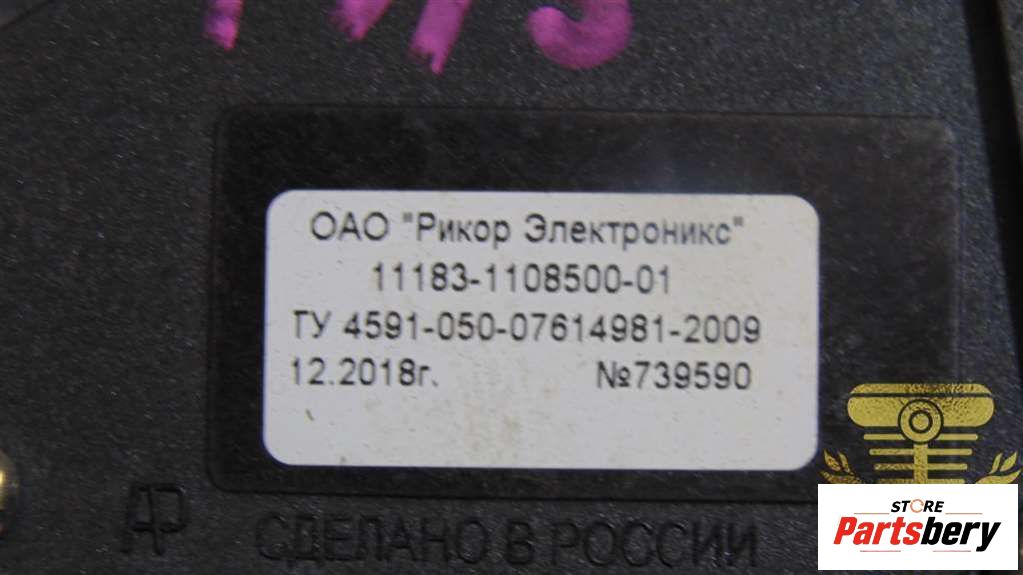 ОАО "Рикор Электроникс"
11183-1108500-01
ТУ 4591-050-07614981-2009
12.2018г. №739590
СДЕЛАНО В РОССИИ
STORE
Partsbery